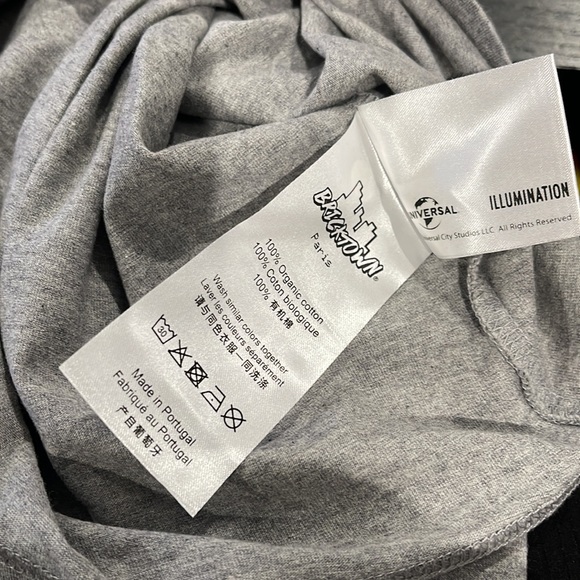 BRICKTOWN®
Paris
100% Organic cotton
100% Coton biologique
100% 有机棉
Wash similar colors together
Laver les couleurs séparément
请与同色衣服一同洗涤
30
Made in Portugal
Fabriqué au Portugal
产自葡萄牙
UNIVERSAL
ILLUMINATION
Universal City Studios LLC. All Rights Reserved